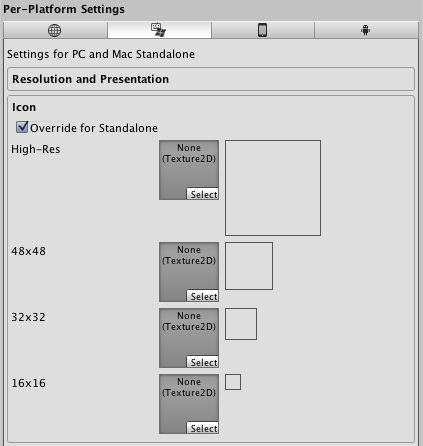 Per-Platform Settings
Settings for PC and Mac Standalone
Resolution and Presentation
Icon
Override for Standalone
High-Res
None
(Texture2D)
Select
48x48
None
(Texture2D)
Select
32x32
None
(Texture2D)
Select
16x16
None
(Texture2D)
Select